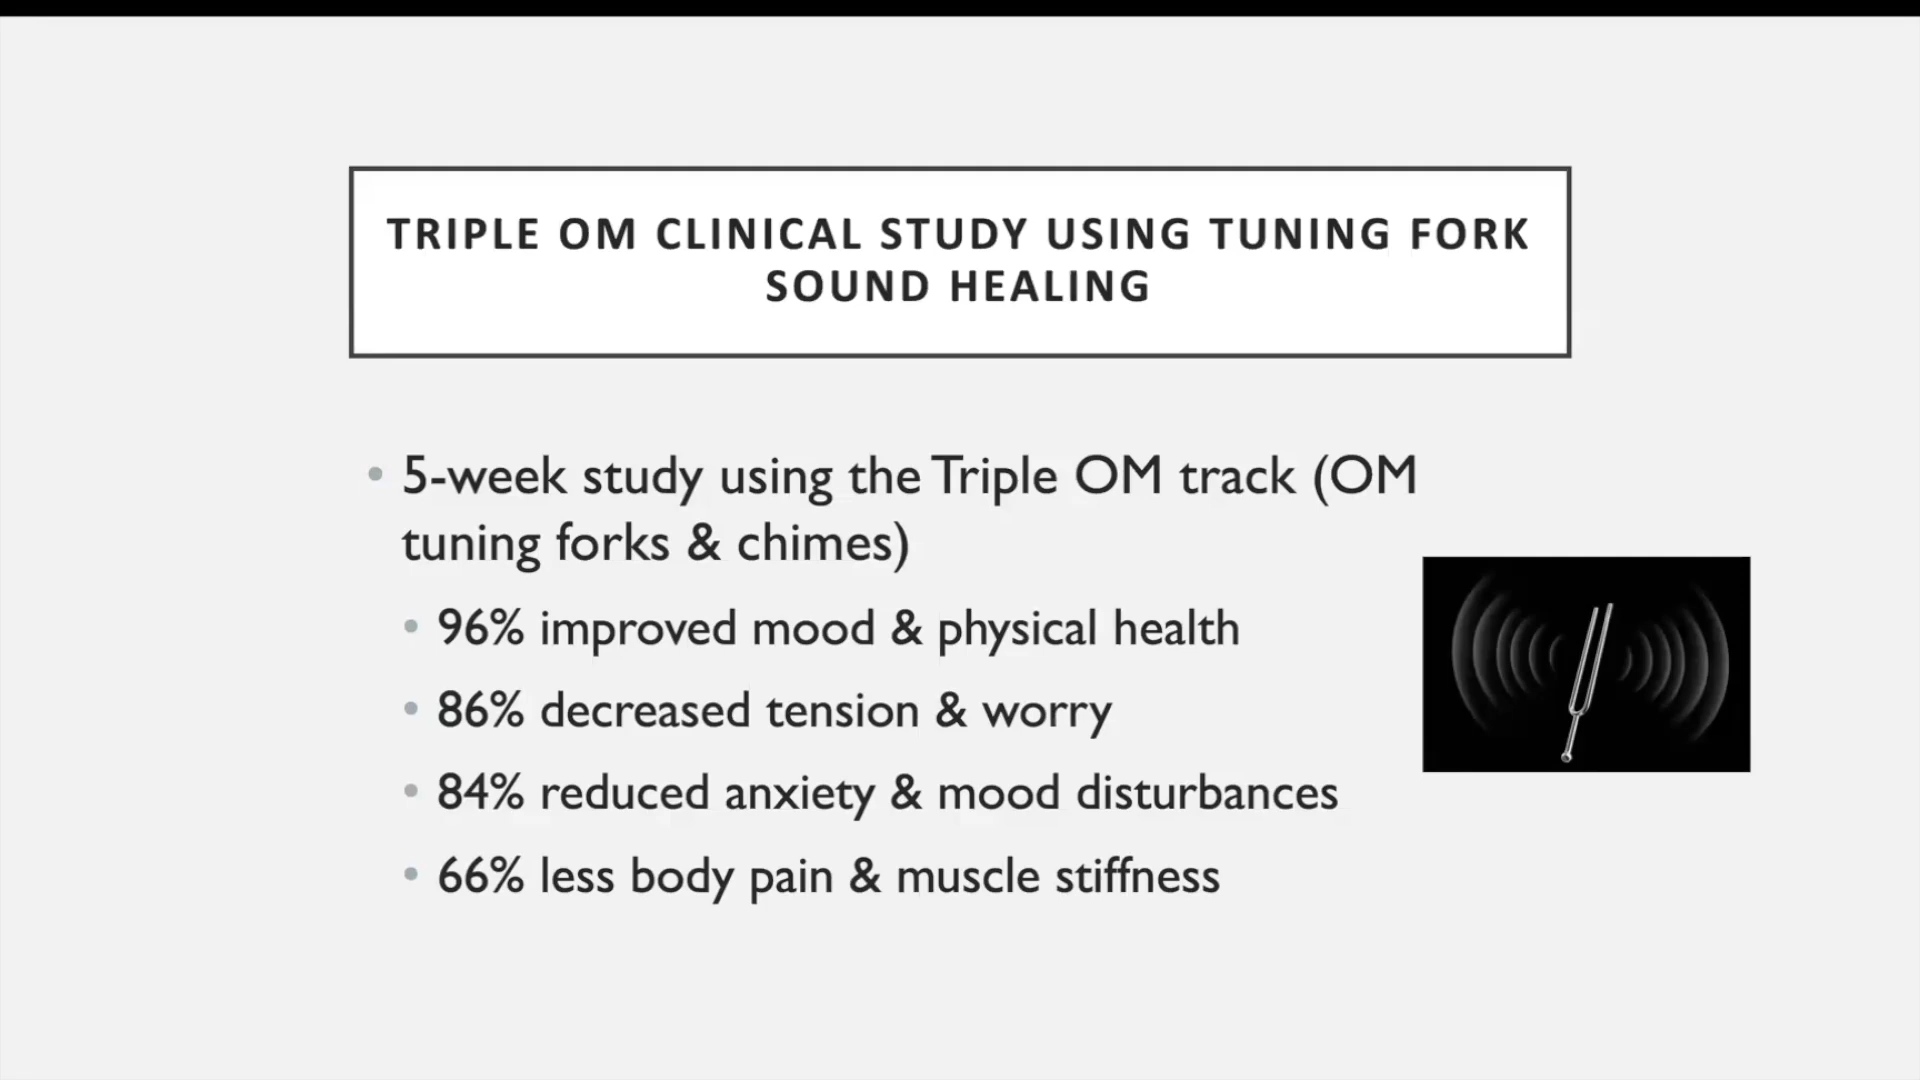 TRIPLE OM CLINICAL STUDY USING TUNING FORK
SOUND HEALING
• 5-week study using the Triple OM track (OM
tuning forks & chimes)
• 96% improved mood & physical health
• 86% decreased tension & worry
• 84% reduced anxiety & mood disturbances
• 66% less body pain & muscle stiffness